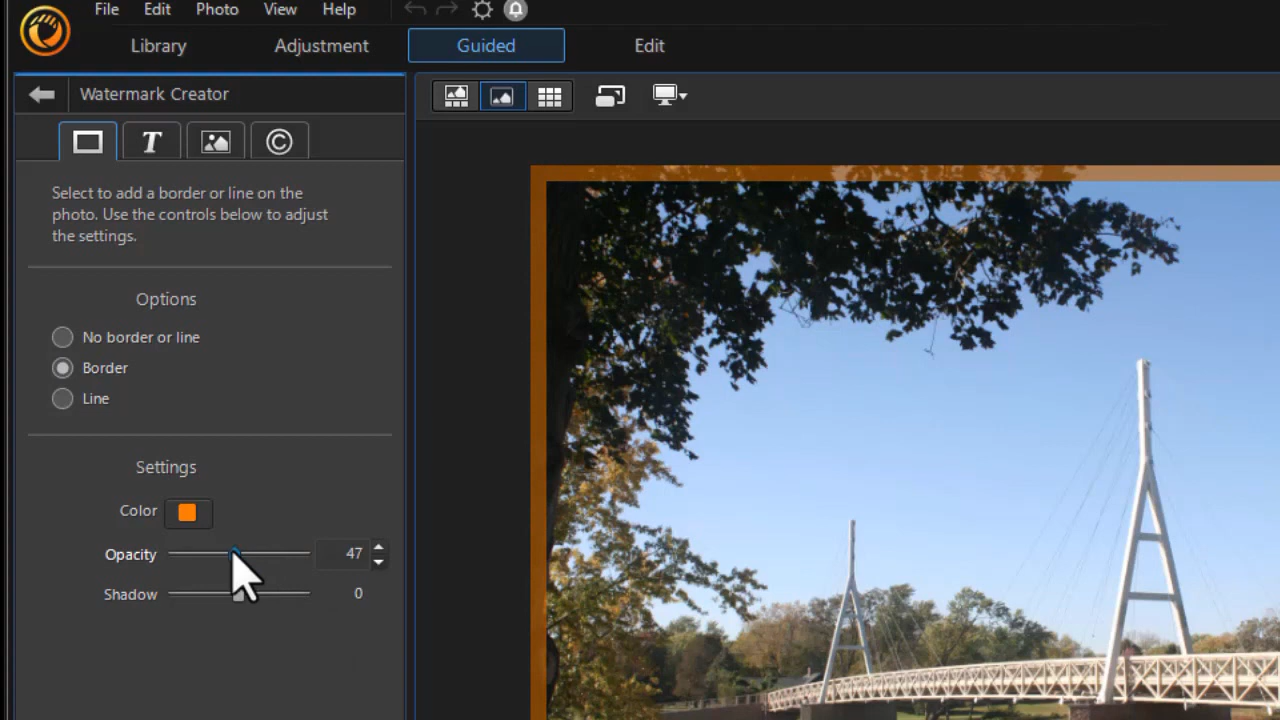 File Edit Photo View Help
Library Adjustment Guided Edit
Watermark Creator
T
©
Select to add a border or line on the
photo. Use the controls below to adjust
the settings.
Options
No border or line
Border
Line
Settings
Color
Opacity 47
Shadow 0